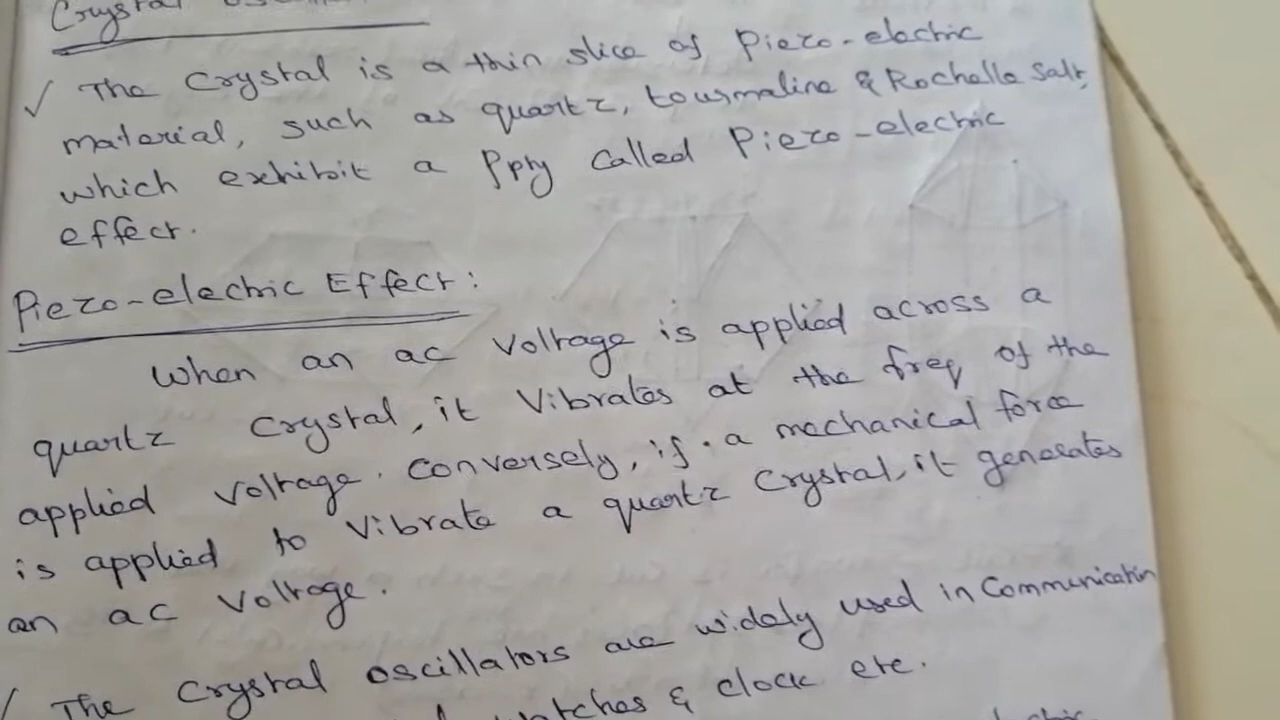 Crystal
✓ The Crystal is a thin slice of Piezo-electric
material, such as quartz, tourmaline & Rochelle Salt,
which exhibit a Ppty Called Piezo-electric
effect.
Piezo-electric Effect:
When an ac Voltage is applied across a
quartz Crystal, it Vibrates at the freq of the
applied Voltage. Conversely, if a mechanical force
is applied to Vibrate a quartz Crystal, it generates
an ac Voltage.
The Crystal oscillators are widely used in Communication
& clock etc.